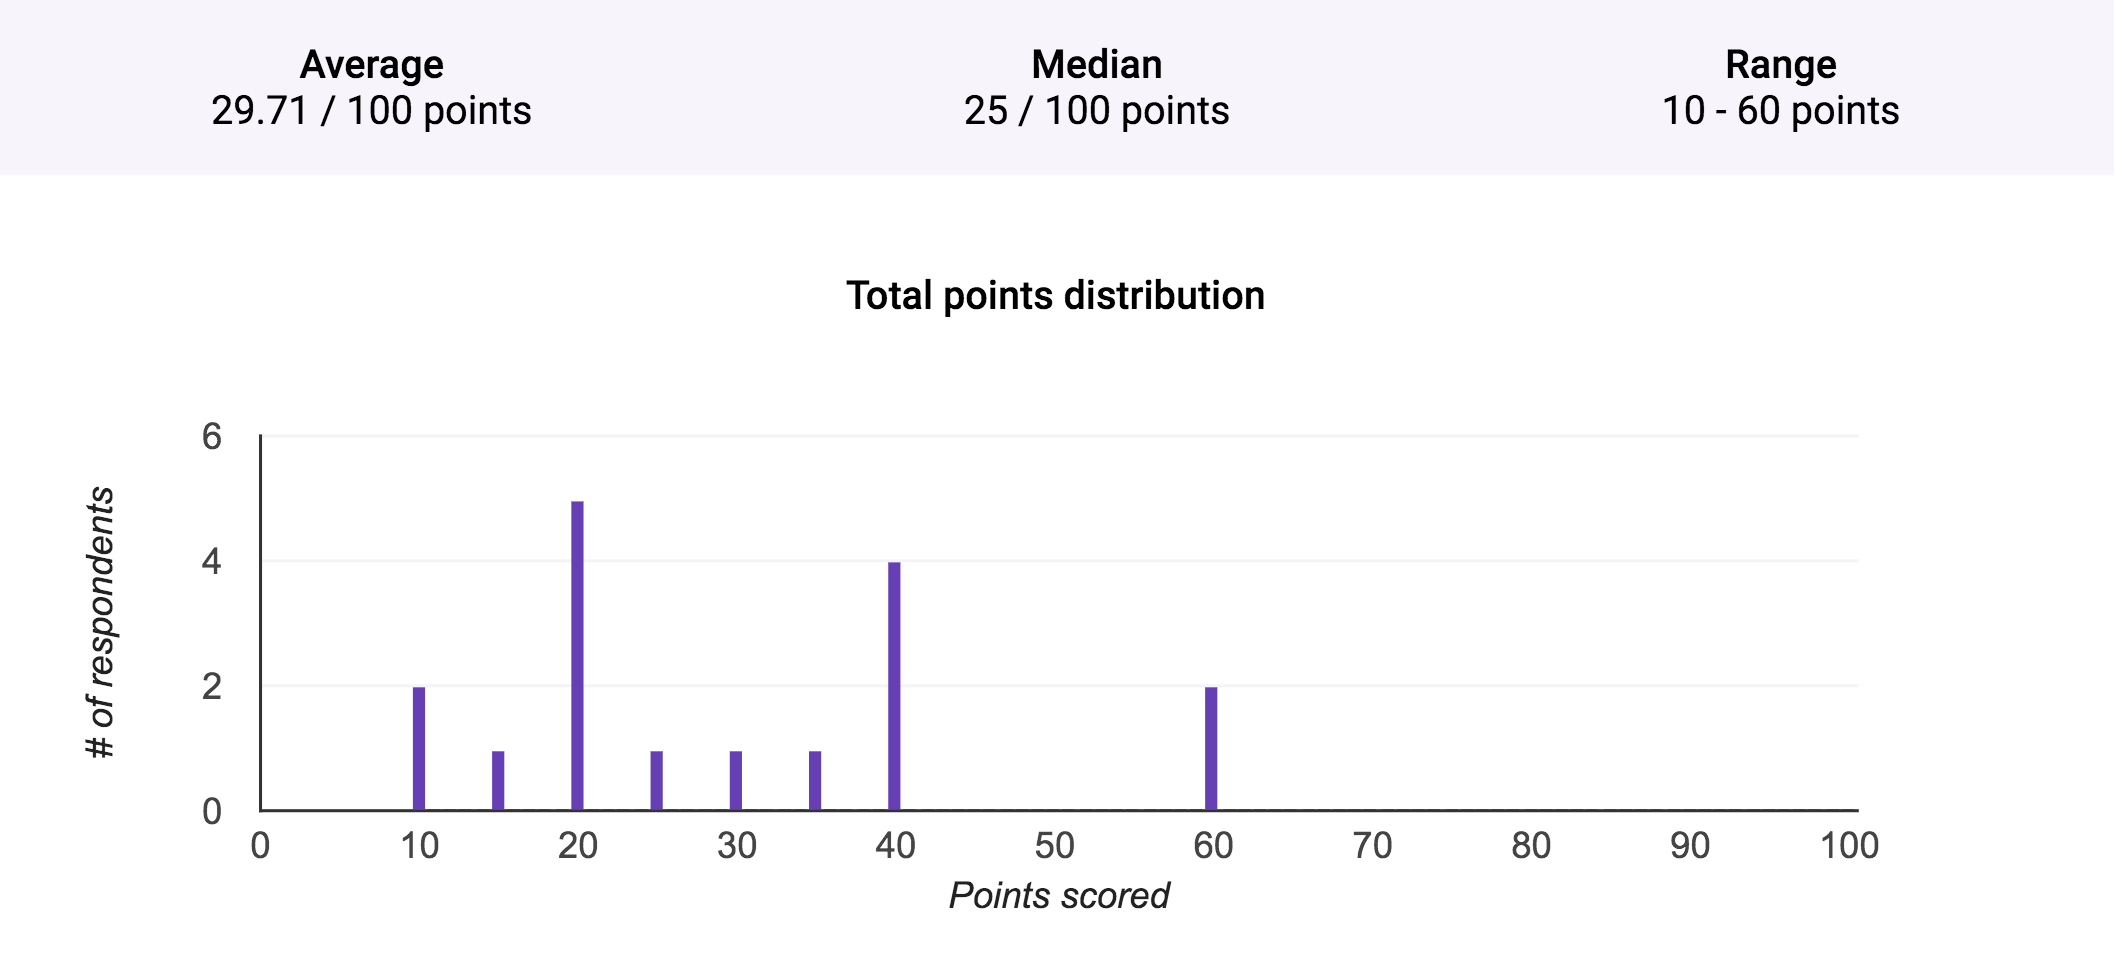 Average
29.71 / 100 points
Median
25 / 100 points
Range
10 - 60 points
Total points distribution
# of respondents
6
4
2
0
0 10 20 30 40 50 60 70 80 90 100
Points scored